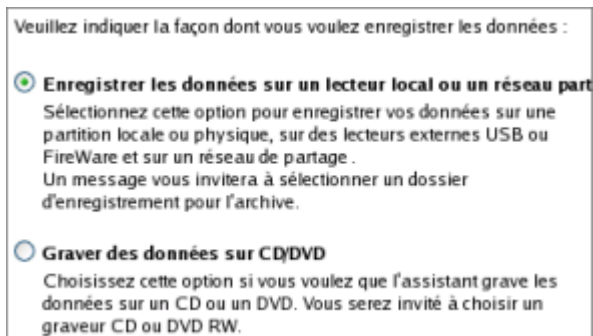 Veuillez indiquer la façon dont vous voulez enregistrer les données :
Enregistrer les données sur un lecteur local ou un réseau part
Sélectionnez cette option pour enregistrer vos données sur une
partition locale ou physique, sur des lecteurs externes USB ou
FireWare et sur un réseau de partage .
Un message vous invitera à sélectionner un dossier
d'enregistrement pour l'archive.
Graver des données sur CD/DVD
Choisissez cette option si vous voulez que l'assistant grave les
données sur un CD ou un DVD. Vous serez invité à choisir un
graveur CD ou DVD RW.